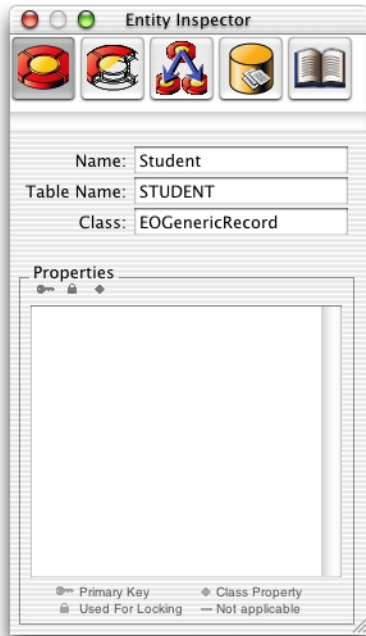 Entity Inspector
Name: Student
Table Name: STUDENT
Class: EOGenericRecord
Properties
Primary Key Class Property
Used For Locking Not applicable